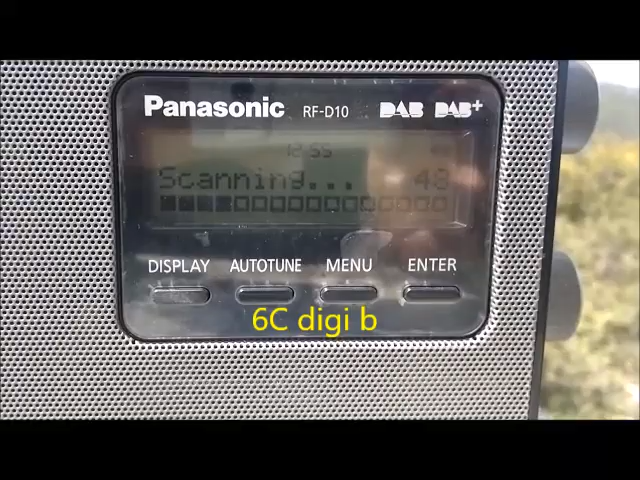 Panasonic RF-D10 DAB DAB+
12:55
Scanning... 48
DISPLAY AUTOTUNE MENU ENTER
6C digi b